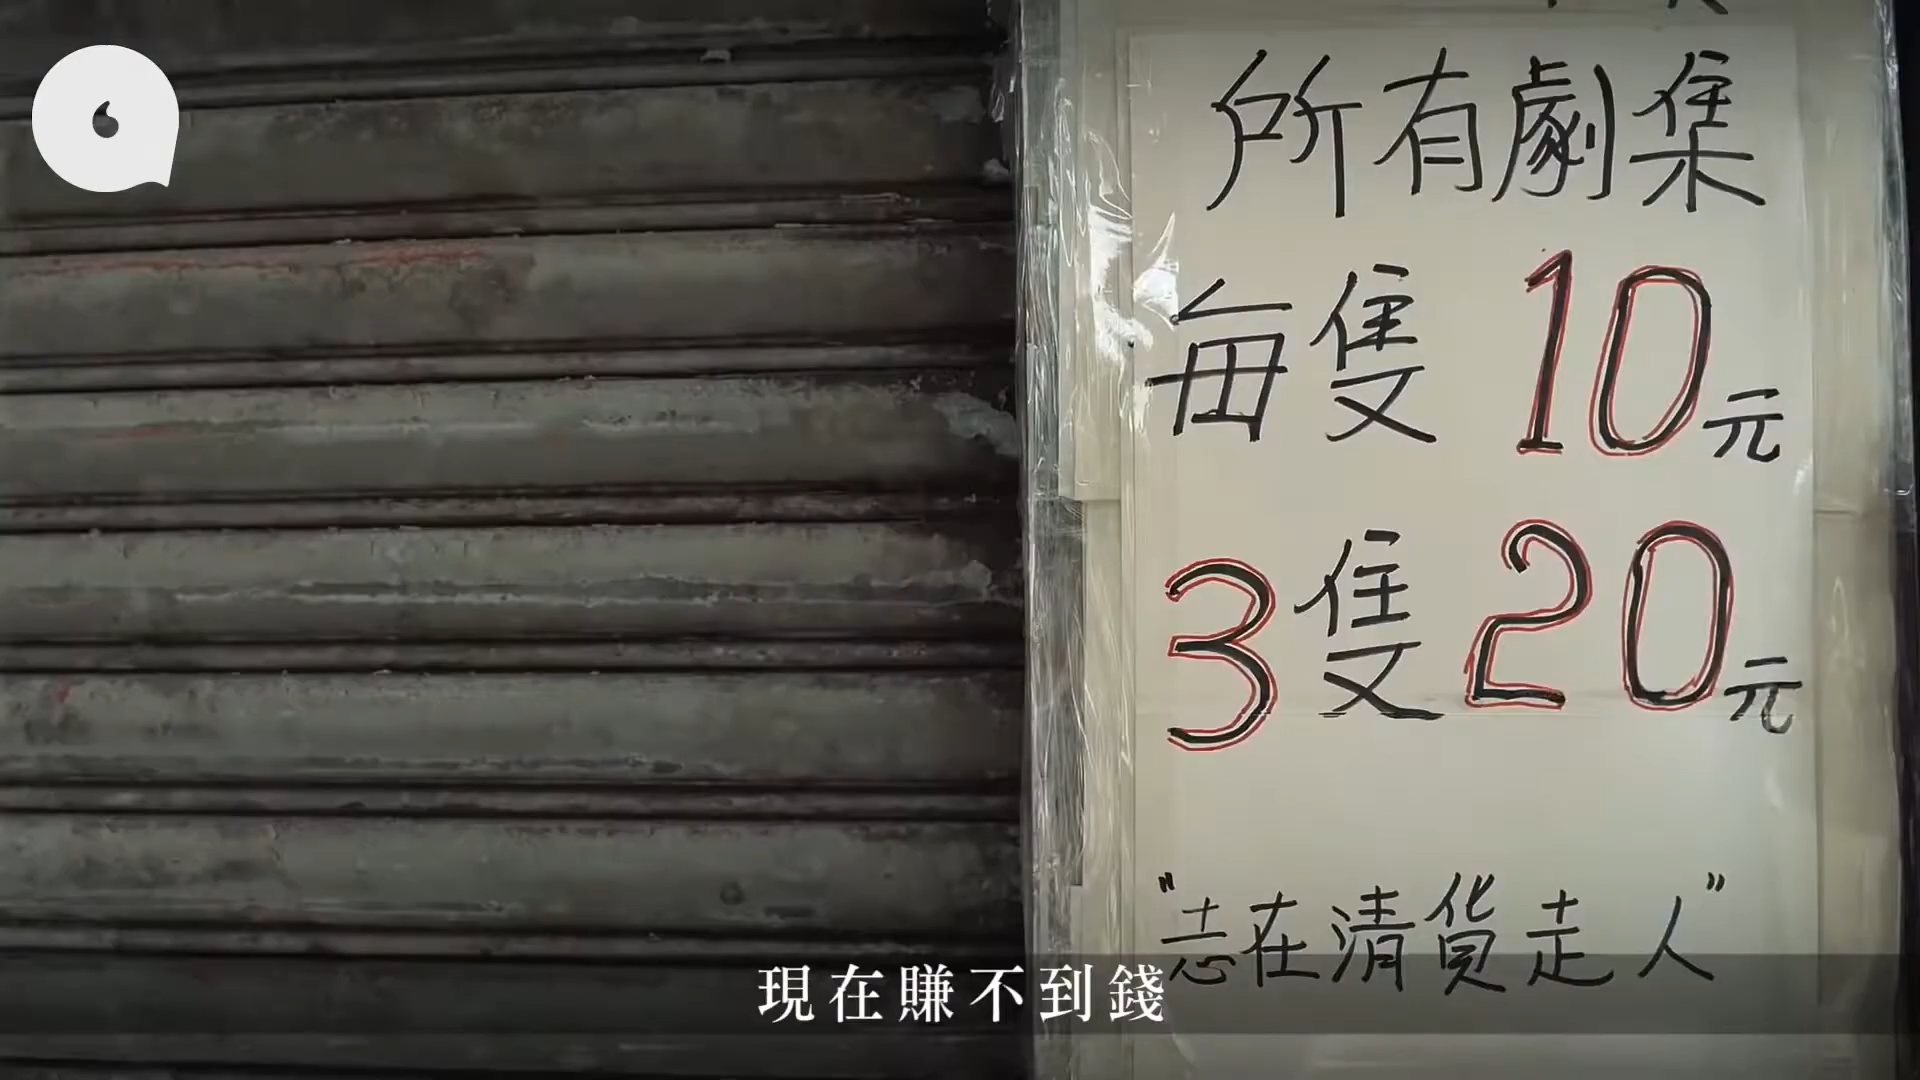 所有劇集
每隻10元
3隻20元
"志在清貨走人"
現在賺不到錢